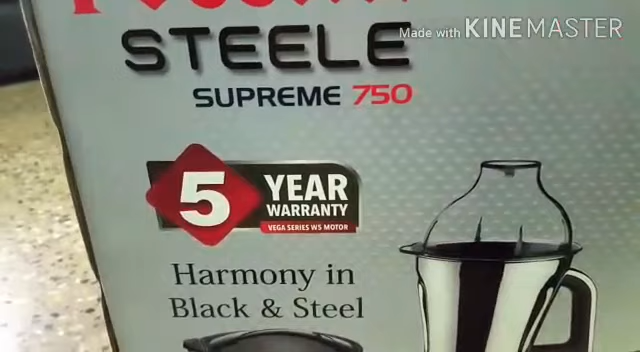 Made with KINEMASTER
STEELE
SUPREME 750
5 YEAR
WARRANTY
VEGA SERIES W5 MOTOR
Harmony in
Black & Steel